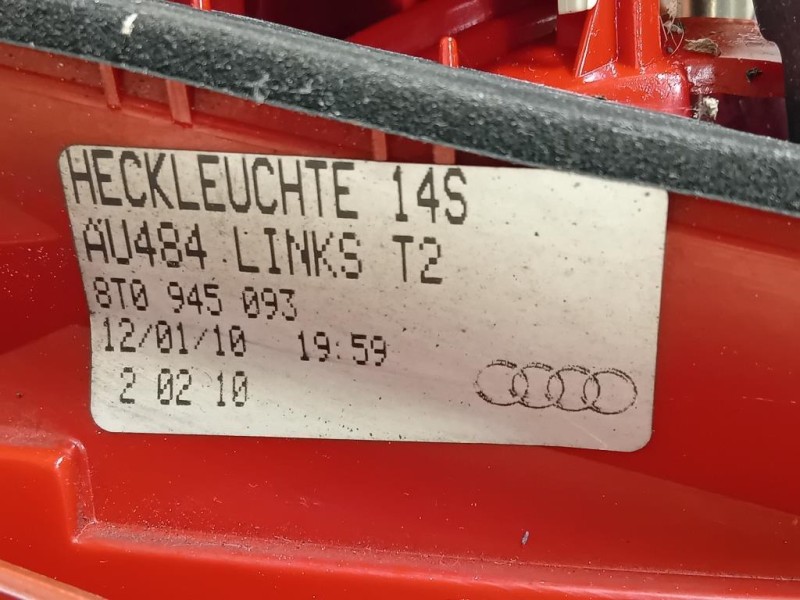 HECKLEUCHTE 14S
AU484 LINKS T2
8T0 945 093
12/01/10 19:59
2 02 10